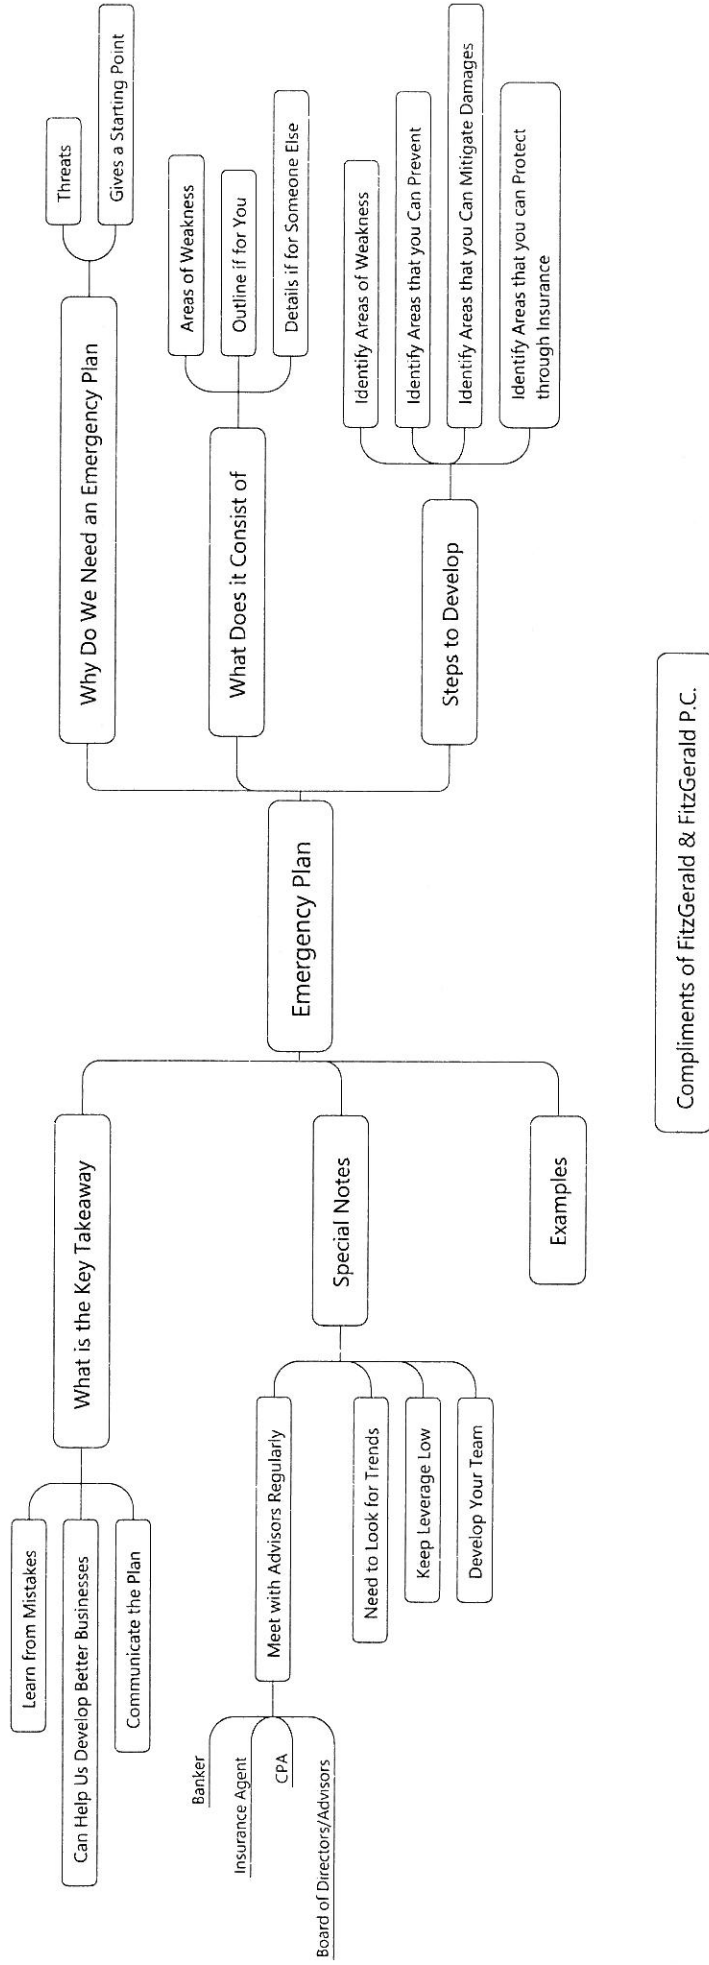 Emergency Plan
Why Do We Need an Emergency Plan
Threats
Gives a Starting Point
What Does it Consist of
Areas of Weakness
Outline if for You
Details if for Someone Else
Steps to Develop
Identify Areas of Weakness
Identify Areas that you Can Prevent
Identify Areas that you Can Mitigate Damages
Identify Areas that you can Protect
through Insurance
What is the Key Takeaway
Learn from Mistakes
Can Help Us Develop Better Businesses
Communicate the Plan
Special Notes
Meet with Advisors Regularly
Banker
Insurance Agent
CPA
Board of Directors/Advisors
Need to Look for Trends
Keep Leverage Low
Develop Your Team
Examples
Compliments of FitzGerald & FitzGerald P.C.